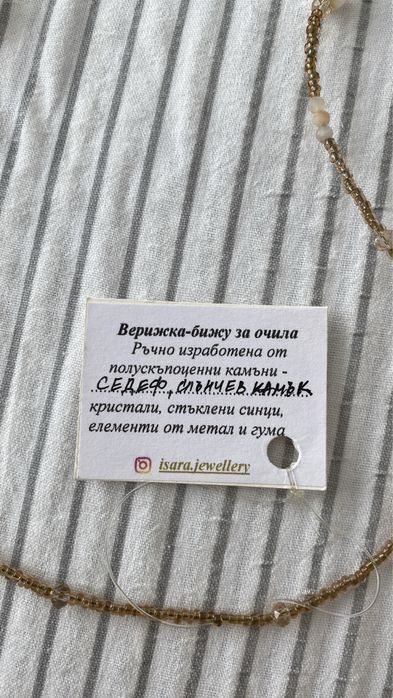 Верижка-бижу за очила
Ръчно изработена от
полускъпоценни камъни -
СЕДЕФ, СЛЪНЧЕВ КАМЪК
кристали, стъклени синци,
елементи от метал и гума
isara.jewellery